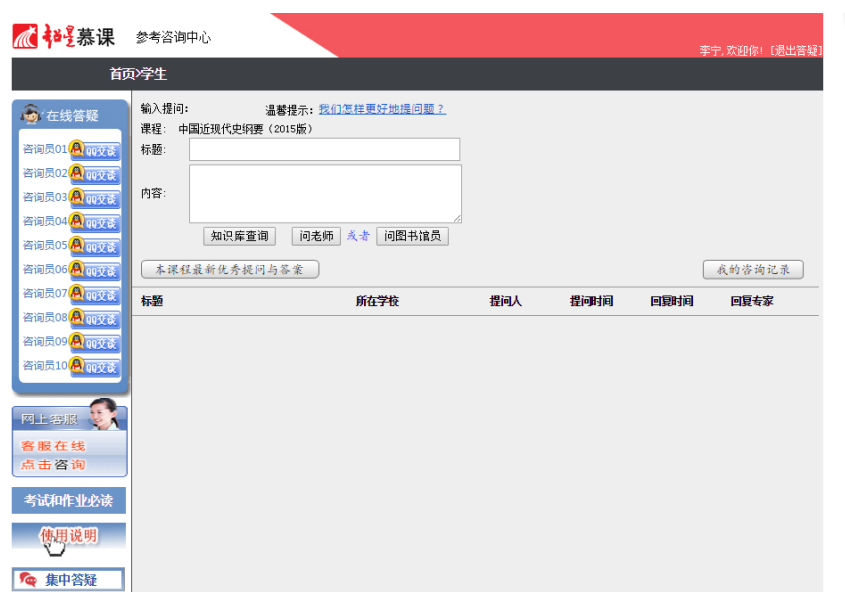 超星慕课 参考咨询中心
李宁,欢迎你! [退出答疑]
首页>学生
在线答疑
咨询员01 QQ交谈
咨询员02 QQ交谈
咨询员03 QQ交谈
咨询员04 QQ交谈
咨询员05 QQ交谈
咨询员06 QQ交谈
咨询员07 QQ交谈
咨询员08 QQ交谈
咨询员09 QQ交谈
咨询员10 QQ交谈
网上客服
客服在线
点击咨询
考试和作业必读
使用说明
集中答疑
输入提问: 温馨提示: 我们怎样更好地提问题?
课程: 中国近现代史纲要(2015版)
标题:
内容:
知识库查询 问老师 或者 问图书馆员
本课程最新优秀提问与答案 我的咨询记录
标题 所在学校 提问人 提问时间 回复时间 回复专家